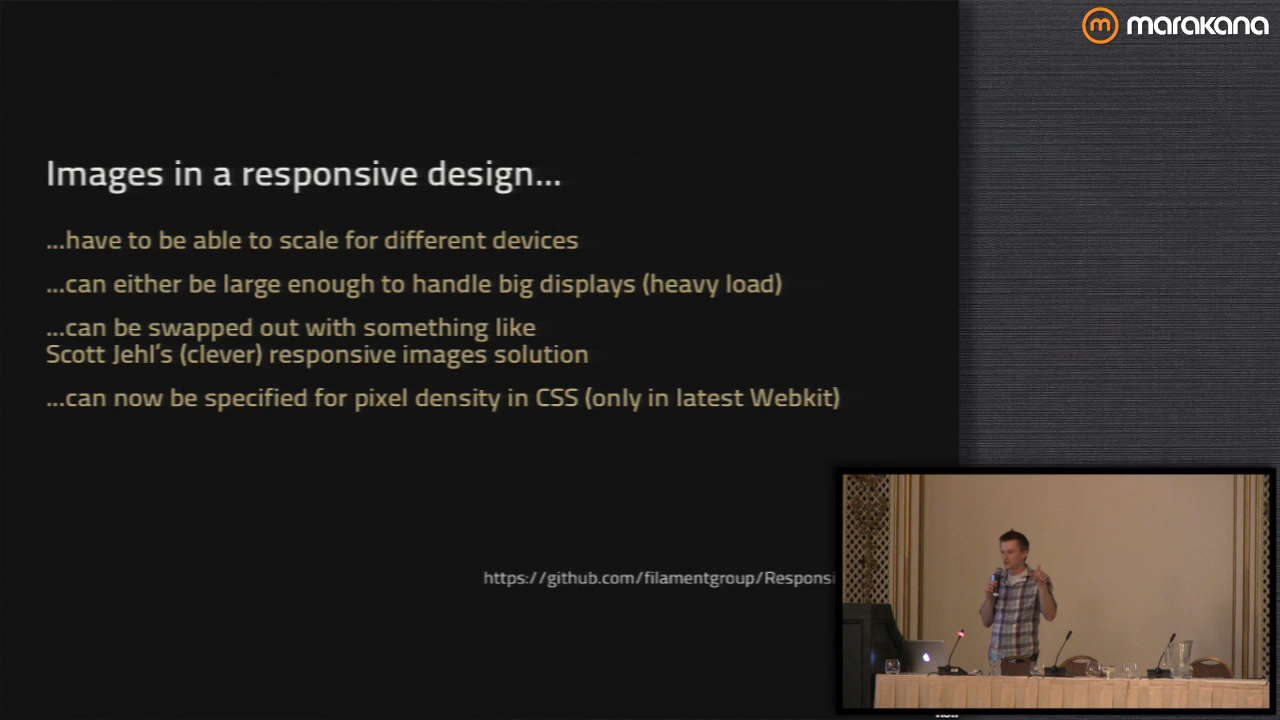 marakana
Images in a responsive design...
...have to be able to scale for different devices
...can either be large enough to handle big displays (heavy load)
...can be swapped out with something like
Scott Jehl's (clever) responsive images solution
...can now be specified for pixel density in CSS (only in latest Webkit)
https://github.com/filamentgroup/Responsi